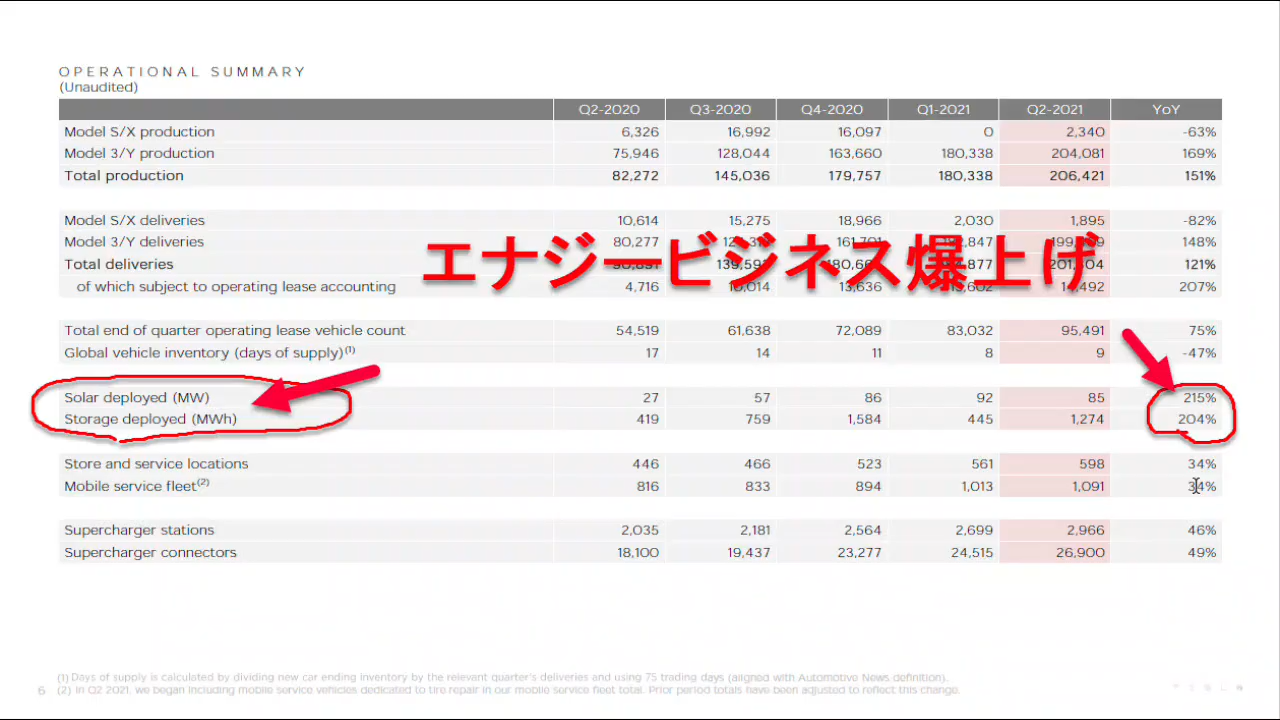 OPERATIONAL SUMMARY
(Unaudited)
Q2-2020 Q3-2020 Q4-2020 Q1-2021 Q2-2021 YoY
Model S/X production 6,326 16,992 16,097 0 2,340 -63%
Model 3/Y production 75,946 128,044 163,660 180,338 204,081 169%
Total production 82,272 145,036 179,757 180,338 206,421 151%
Model S/X deliveries 10,614 15,275 18,966 2,030 1,895 -82%
Model 3/Y deliveries 80,277 148%
エナジービジネス爆上げ
Total deliveries 121%
of which subject to operating lease accounting 4,716 13,636 207%
Total end of quarter operating lease vehicle count 54,519 61,638 72,089 83,032 95,491 75%
Global vehicle inventory (days of supply)(1) 17 14 11 8 9 -47%
Solar deployed (MW) 27 57 86 92 85 215%
Storage deployed (MWh) 419 759 1,584 445 1,274 204%
Store and service locations 446 466 523 561 598 34%
Mobile service fleet(2) 816 833 894 1,013 1,091 34%
Supercharger stations 2,035 2,181 2,564 2,699 2,966 46%
Supercharger connectors 18,100 19,437 23,277 24,515 26,900 49%
(1) Days of supply is calculated by dividing new car ending inventory by the relevant quarter's deliveries and using 75 trading days (aligned with Automotive News definition).
6 (2) In Q2 2021, we began including mobile service vehicles dedicated to tire repair in our mobile service fleet total. Prior period totals have been adjusted to reflect this change.